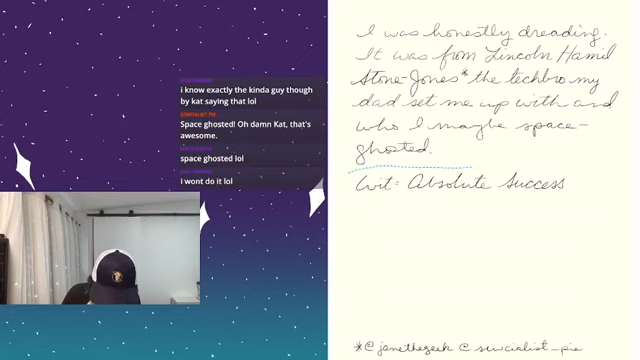 i know exactly the kinda guy though
by kat saying that lol
Space ghosted! Oh damn Kat, that's
awesome.
space ghosted lol
i wont do it lol
I was honestly dreading.
It was from Lincoln Hamil
Stone-Jones* the techbro my
dad set me up with and
who I maybe space-
ghosted.
Wit: Absolute Success
*@janethegeek @sewcialist_pie